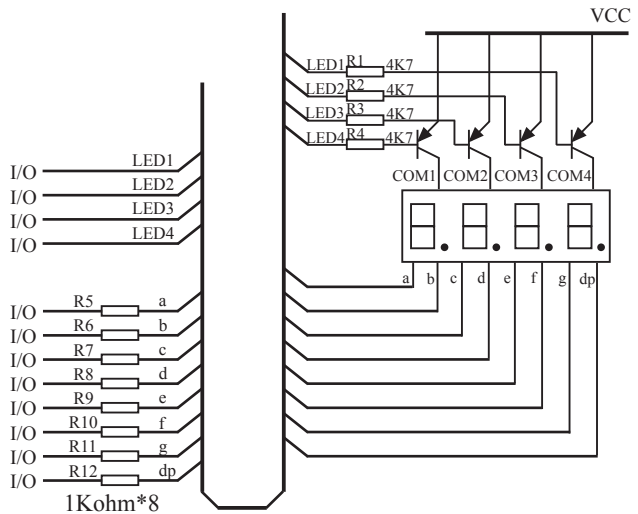 VCC
LED1 R1 4K7
LED2 R2 4K7
LED3 R3 4K7
LED4 R4 4K7
COM1 COM2 COM3 COM4
I/O LED1
I/O LED2
I/O LED3
I/O LED4
a b c d e f g dp
I/O R5 a
I/O R6 b
I/O R7 c
I/O R8 d
I/O R9 e
I/O R10 f
I/O R11 g
I/O R12 dp
1Kohm*8